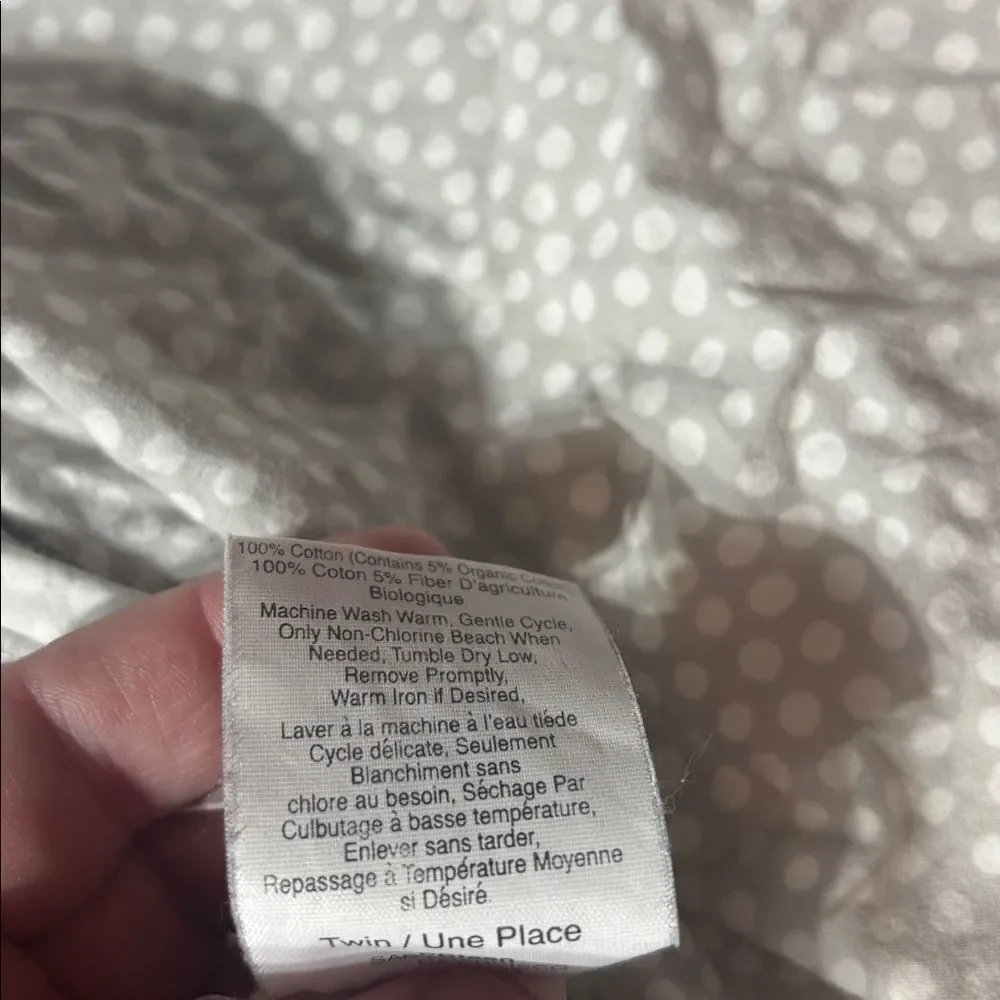 100% Cotton (Contains 5% Organic
100% Coton 5% Fiber D'agriculture
Biologique
Machine Wash Warm, Gentle Cycle,
Only Non-Chlorine Beach When
Needed, Tumble Dry Low,
Remove Promptly,
Warm Iron if Desired,
Laver à la machine à l'eau tiéde
Cycle délicate, Seulement
Blanchiment sans
chlore au besoin, Séchage Par
Culbutage à basse température,
Enlever sans tarder,
Repassage à Température Moyenne
si Désiré.
Twin / Une Place